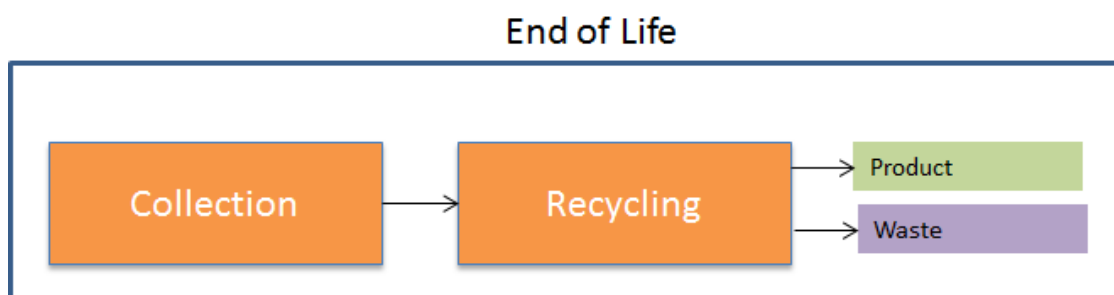 End of Life
Collection
Recycling
Product
Waste